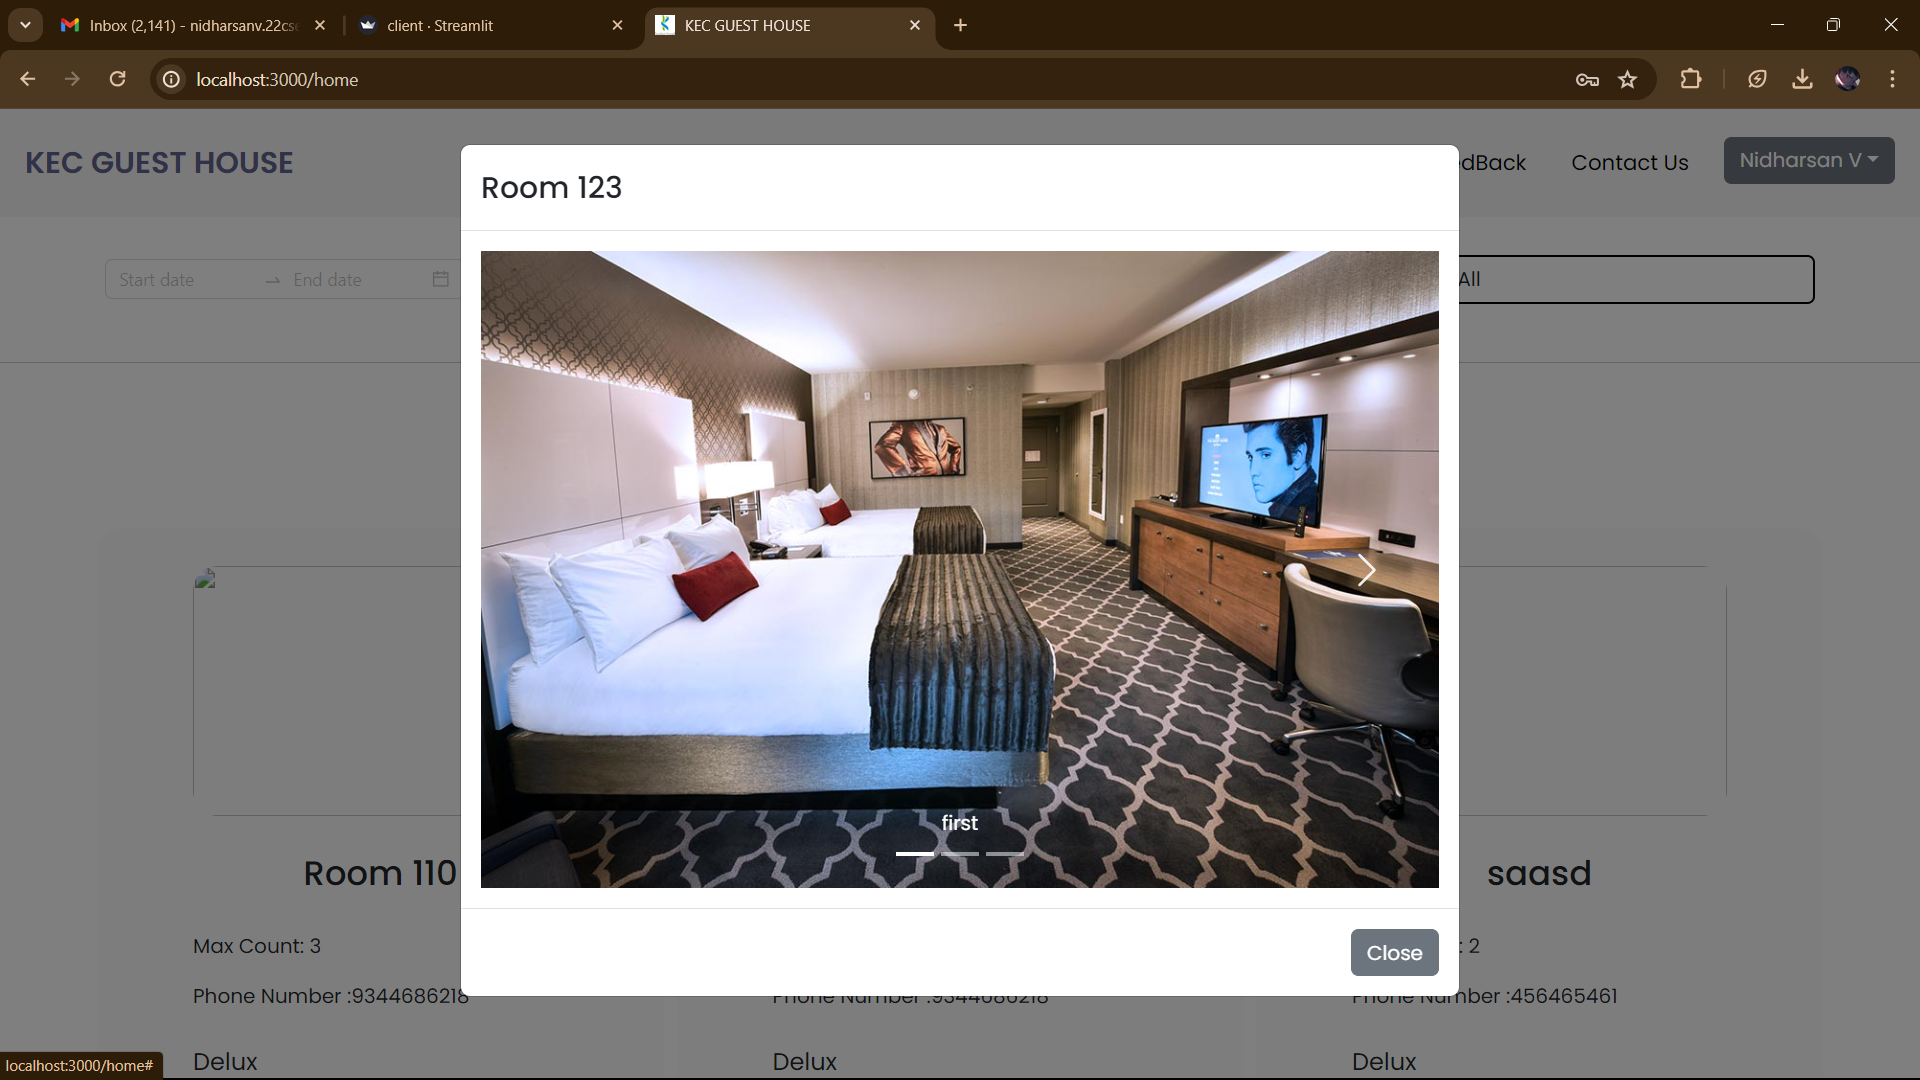 Inbox (2,141) - nidharsanv.22cse
client · Streamlit
KEC GUEST HOUSE
localhost:3000/home
KEC GUEST HOUSE
dBack
Contact Us
Nidharsan V
Room 123
Start date
End date
All
first
Room 110
saasd
Max Count: 3
: 2
Close
Phone Number :9344686218
Phone Number :9344686218
Phone Number :456465461
Delux
Delux
Delux
localhost:3000/home#